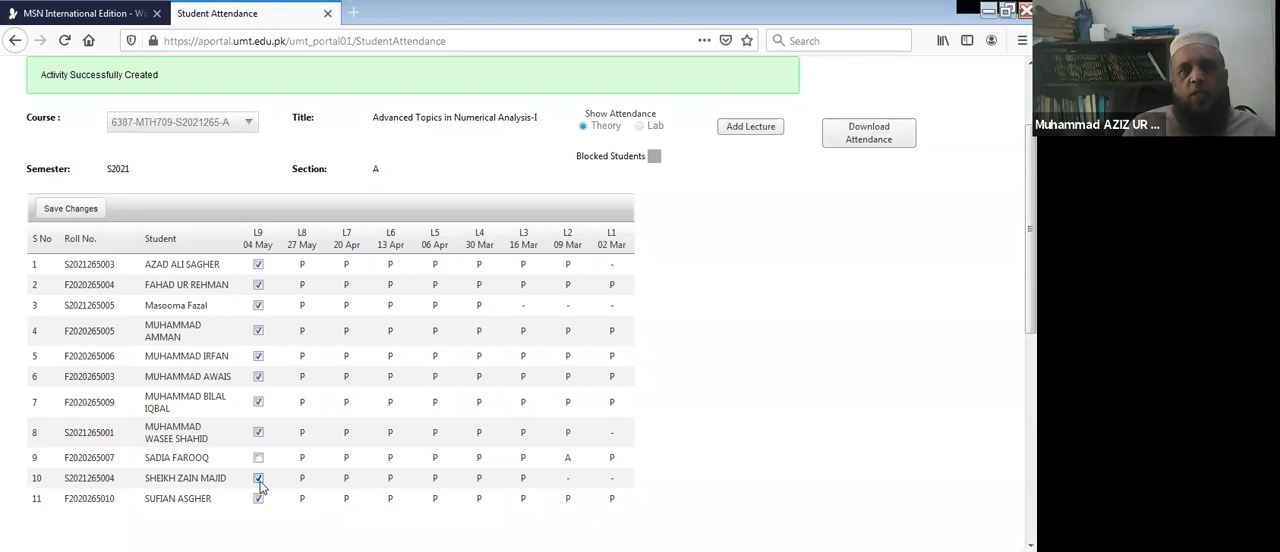 MSN International Edition - Wo
Student Attendance
https://aportal.umt.edu.pk/umt_portal01/StudentAttendance
Search
Activity Successfully Created
Course :
6387-MTH709-S2021265-A
Title:
Advanced Topics in Numerical Analysis-I
Show Attendance
Theory
Lab
Add Lecture
Download Attendance
Blocked Students
Semester:
S2021
Section:
A
Save Changes
S No Roll No. Student L9 04 May L8 27 May L7 20 Apr L6 13 Apr L5 06 Apr L4 30 Mar L3 16 Mar L2 09 Mar L1 02 Mar
1 S2021265003 AZAD ALI SAGHER P P P P P P P -
2 F2020265004 FAHAD UR REHMAN P P P P P P P P
3 S2021265005 Masooma Fazal P P P P P - - -
4 F2020265005 MUHAMMAD AMMAN P P P P P P P P
5 F2020265006 MUHAMMAD IRFAN P P P P P P P P
6 F2020265003 MUHAMMAD AWAIS P P P P P P P P
7 F2020265009 MUHAMMAD BILAL IQBAL P P P P P P P P
8 S2021265001 MUHAMMAD WASEE SHAHID P P P P P P P -
9 F2020265007 SADIA FAROOQ P P P P P P A P
10 S2021265004 SHEIKH ZAIN MAJID P P P P P P - -
11 F2020265010 SUFIAN ASGHER P P P P P P P P
Muhammad AZIZ UR ...